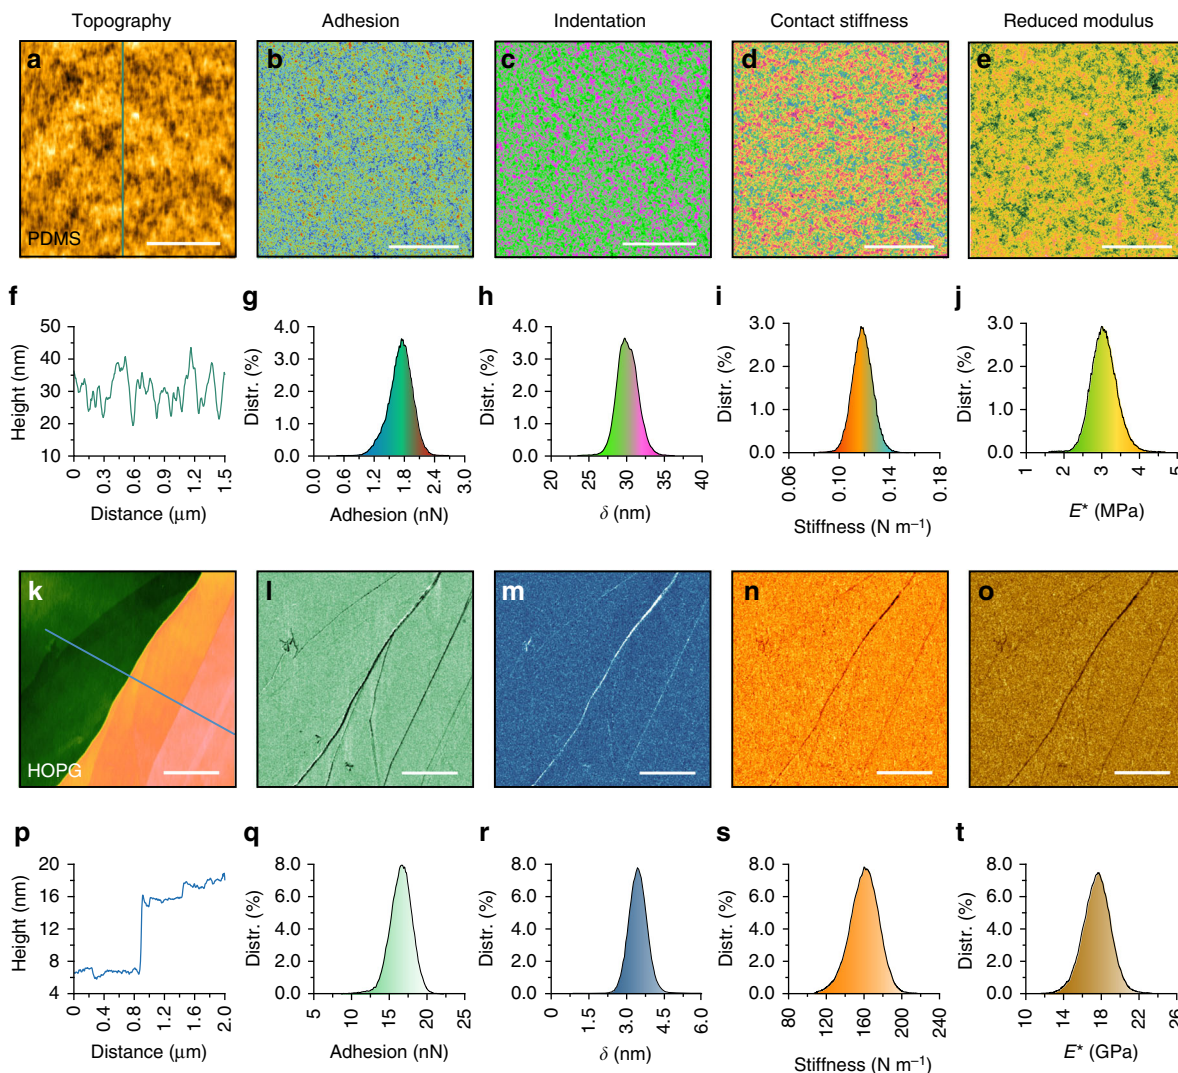 Topography Adhesion Indentation Contact stiffness Reduced modulus
a b c d e
PDMS
f g h i j
Height (nm) 50 40 30 20 10
0 0.3 0.6 0.9 1.2 1.5
Distance (μm)
Distr. (%) 4.0 3.0 2.0 1.0 0.0
0.0 0.6 1.2 1.8 2.4 3.0
Adhesion (nN)
Distr. (%) 4.0 3.0 2.0 1.0 0.0
20 25 30 35 40
δ (nm)
Distr. (%) 3.0 2.0 1.0 0.0
0.06 0.10 0.14 0.18
Stiffness (N m⁻¹)
Distr. (%) 3.0 2.0 1.0 0.0
1 2 3 4 5
E* (MPa)
k l m n o
HOPG
p q r s t
Height (nm) 20 16 12 8 4
0 0.4 0.8 1.2 1.6 2.0
Distance (μm)
Distr. (%) 8.0 6.0 4.0 2.0 0.0
5 10 15 20 25
Adhesion (nN)
Distr. (%) 8.0 6.0 4.0 2.0 0.0
0 1.5 3.0 4.5 6.0
δ (nm)
Distr. (%) 8.0 6.0 4.0 2.0 0.0
80 120 160 200 240
Stiffness (N m⁻¹)
Distr. (%) 8.0 6.0 4.0 2.0 0.0
10 14 18 22 26
E* (GPa)